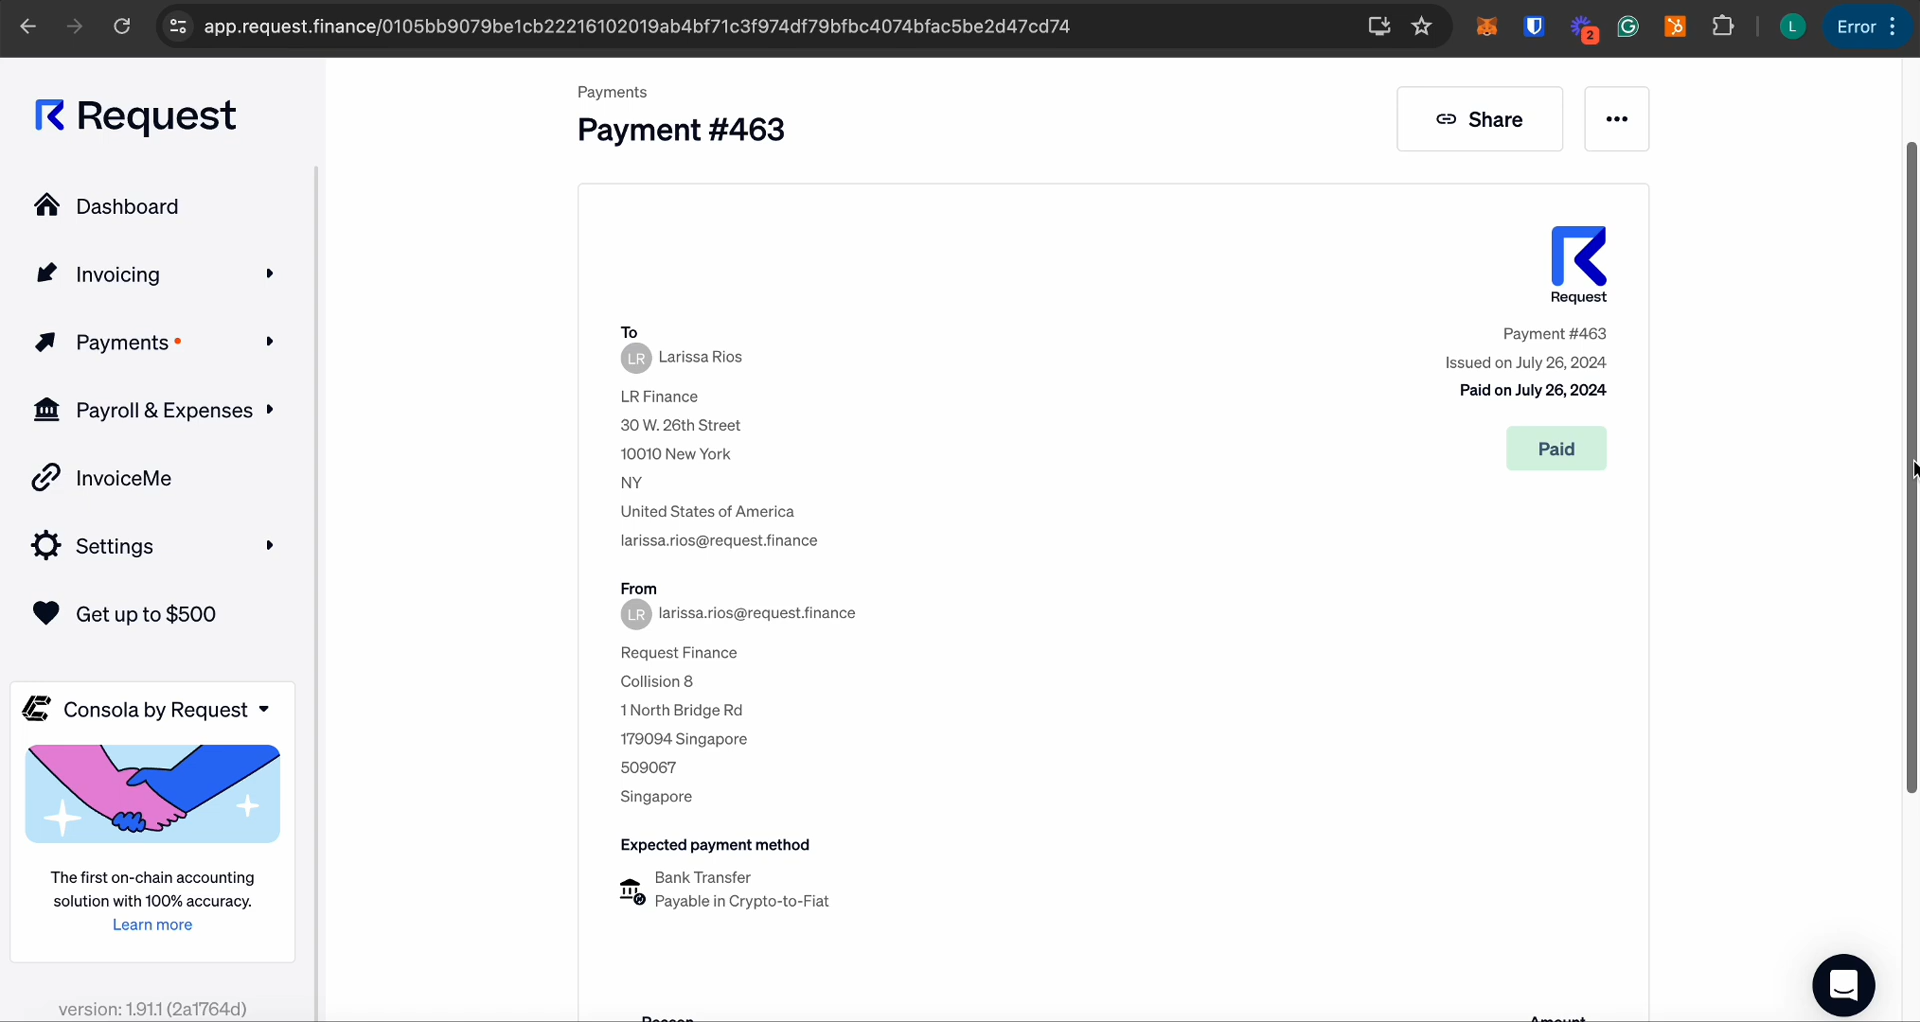 app.request.finance/0105bb9079be1cb22216102019ab4bf71c3f974df79bfbc4074bfac5be2d47cd74
2
L
Error
Request
Dashboard
Invoicing
Payments
Payroll & Expenses
InvoiceMe
Settings
Get up to $500
Consola by Request
The first on-chain accounting
solution with 100% accuracy.
Learn more
version: 1.91.1 (2a1764d)
Payments
Payment #463
Share
Request
Payment #463
Issued on July 26, 2024
Paid on July 26, 2024
Paid
To
LR Larissa Rios
LR Finance
30 W. 26th Street
10010 New York
NY
United States of America
larissa.rios@request.finance
From
LR larissa.rios@request.finance
Request Finance
Collision 8
1 North Bridge Rd
179094 Singapore
509067
Singapore
Expected payment method
Bank Transfer
Payable in Crypto-to-Fiat
Reason Amount